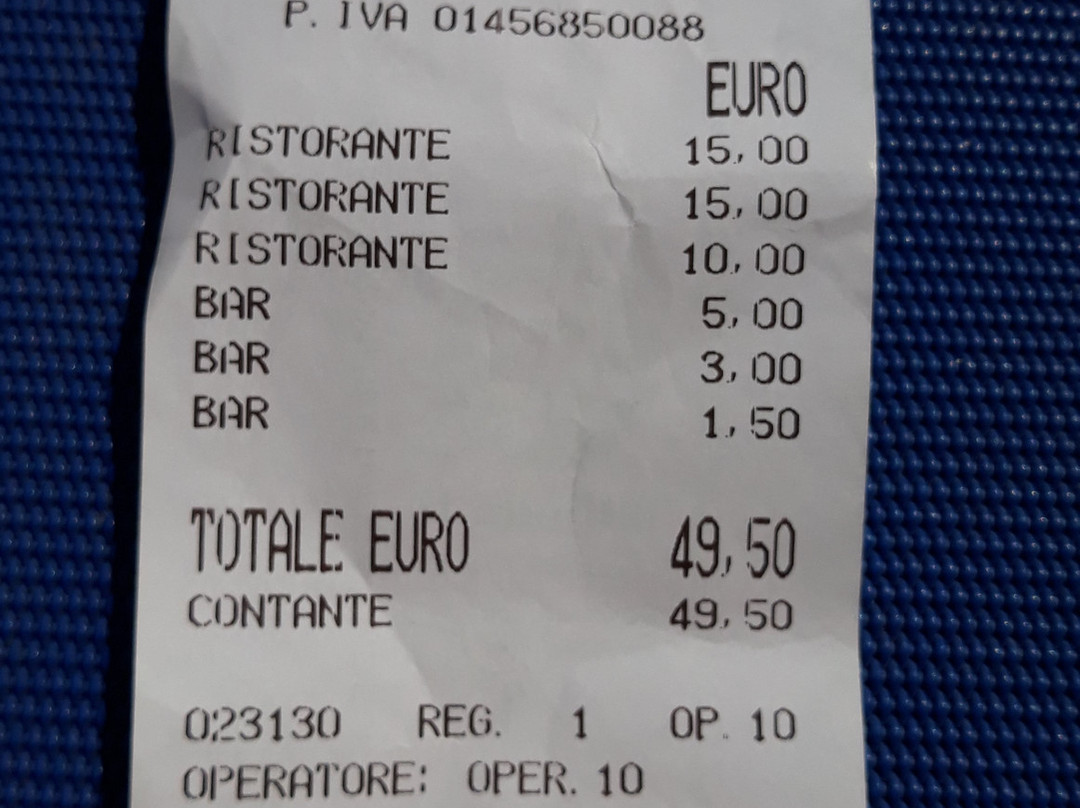 P. IVA 01456850088
EURO
RISTORANTE 15,00
RISTORANTE 15,00
RISTORANTE 10,00
BAR 5,00
BAR 3,00
BAR 1,50
TOTALE EURO 49,50
CONTANTE 49,50
023130 REG. 1 OP. 10
OPERATORE: OPER. 10